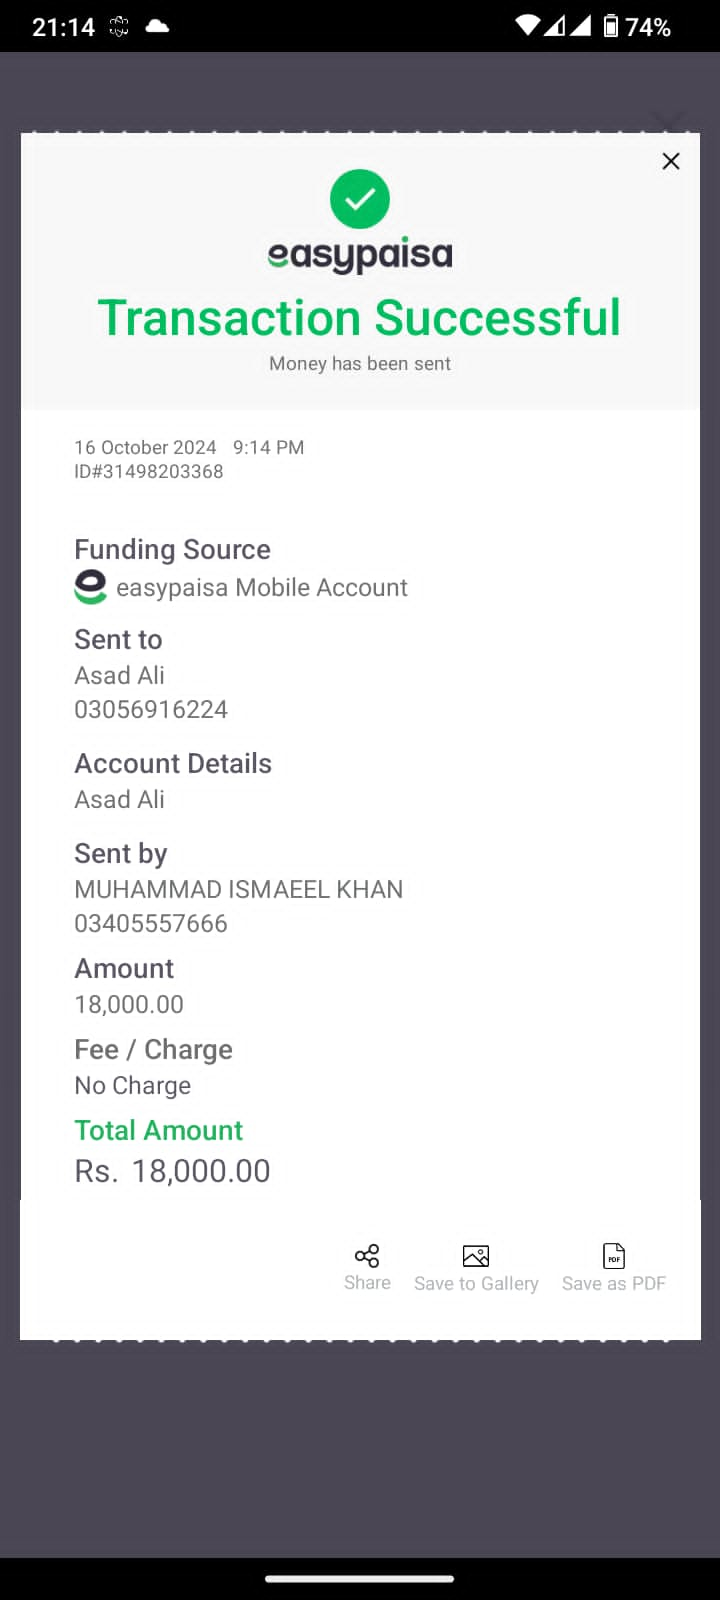 21:14
74%
easypaisa
Transaction Successful
Money has been sent
16 October 2024 9:14 PM
ID#31498203368
Funding Source
easypaisa Mobile Account
Sent to
Asad Ali
03056916224
Account Details
Asad Ali
Sent by
MUHAMMAD ISMAEEL KHAN
03405557666
Amount
18,000.00
Fee / Charge
No Charge
Total Amount
Rs. 18,000.00
PDF
Share Save to Gallery Save as PDF